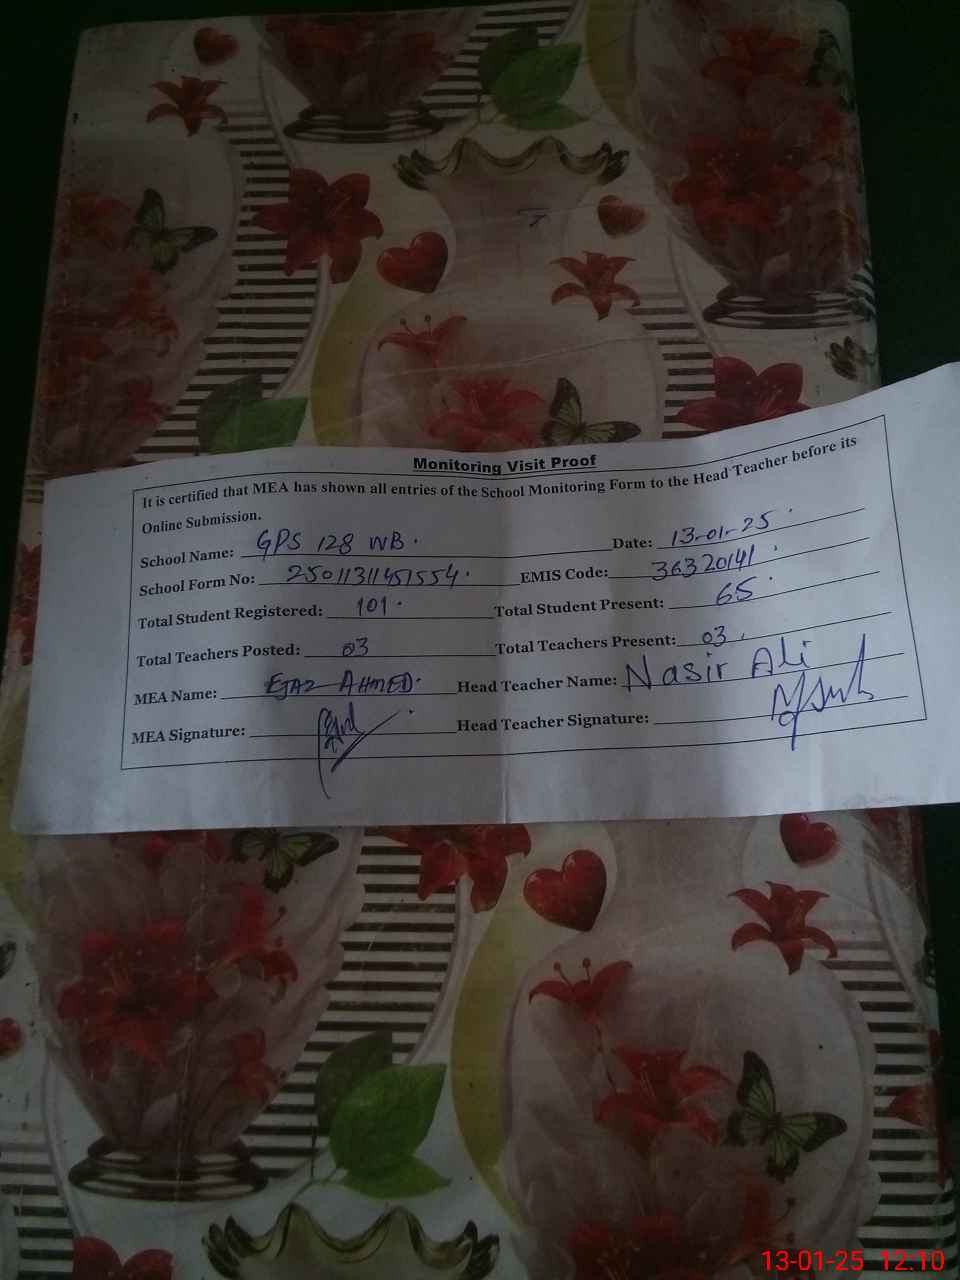 Monitoring Visit Proof
It is certified that MEA has shown all entries of the School Monitoring Form to the Head Teacher before its
Online Submission.
School Name: GPS 128 WB. Date: 13-01-25.
School Form No: 25011311451554. EMIS Code: 36320141.
Total Student Registered: 101. Total Student Present: 65.
Total Teachers Posted: 03 Total Teachers Present: 03.
MEA Name: EJAZ AHMED. Head Teacher Name: Nasir Ali
MEA Signature: Head Teacher Signature:
13-01-25 12:10